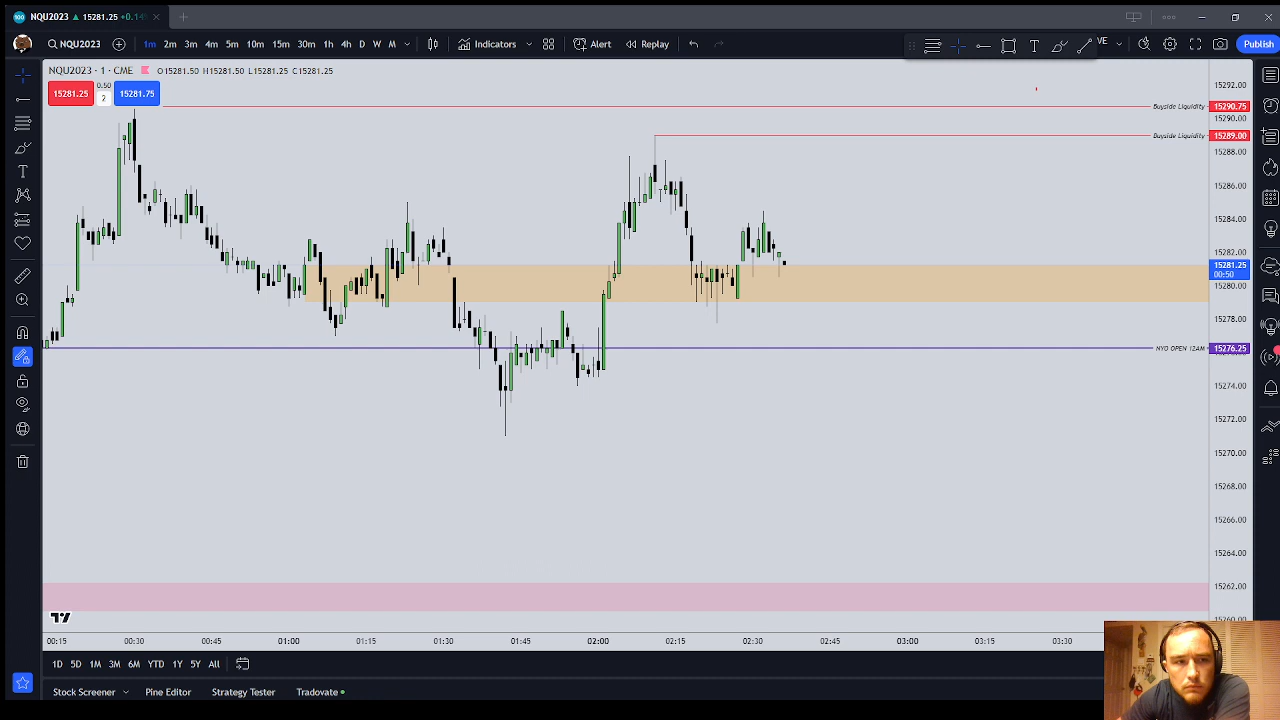 NQU2023 ▲ 15281.25 +0.14
NQU2023
1m 2m 3m 4m 5m 10m 15m 30m 1h 4h D W M
Indicators
Alert
Replay
VE
Publish
NQU2023 · 1 · CME
O15281.50 H15281.50 L15281.25 C15281.25
15281.25
0.50
2
15281.75
15292.00
Buyside Liquidity 15290.75
15290.00
Buyside Liquidity 15289.00
15288.00
15286.00
15284.00
15282.00
15281.25
00:50
15280.00
15278.00
NYO OPEN 12AM 15276.25
15274.00
15272.00
15270.00
15268.00
15266.00
15264.00
15262.00
15260.00
00:15 00:30 00:45 01:00 01:15 01:30 01:45 02:00 02:15 02:30 02:45 03:00 03:15 03:30
1D 5D 1M 3M 6M YTD 1Y 5Y All
Stock Screener
Pine Editor
Strategy Tester
Tradovate